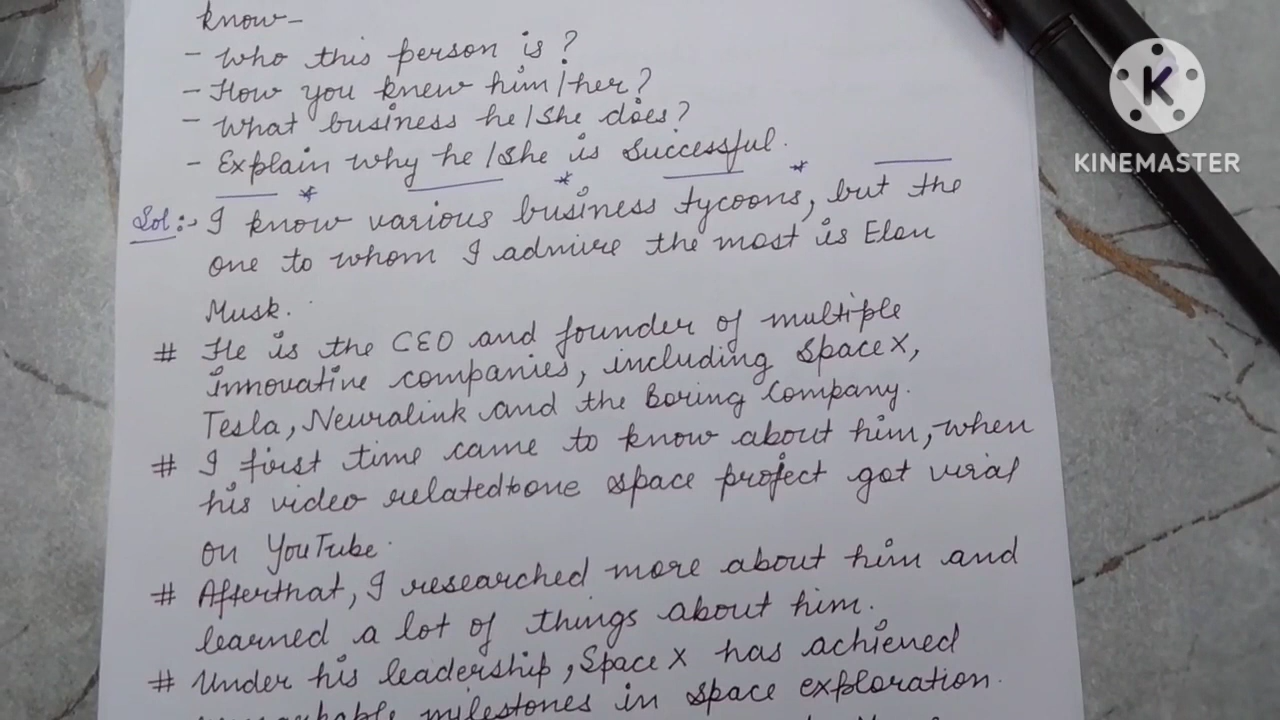 know-
- Who this person is?
- How you knew him/her?
- What business he/she does?
- Explain why he/she is successful.
Sol:- I know various business tycoons, but the
one to whom I admire the most is Elon
Musk.
# He is the CEO and founder of multiple
innovative companies, including SpaceX,
Tesla, Neuralink and the Boring Company.
# I first time came to know about him, when
his video related to one space project got viral
on YouTube.
# Afterthat, I researched more about him and
learned a lot of things about him.
# Under his leadership, SpaceX has achieved
milestones in space exploration.
K
KINEMASTER